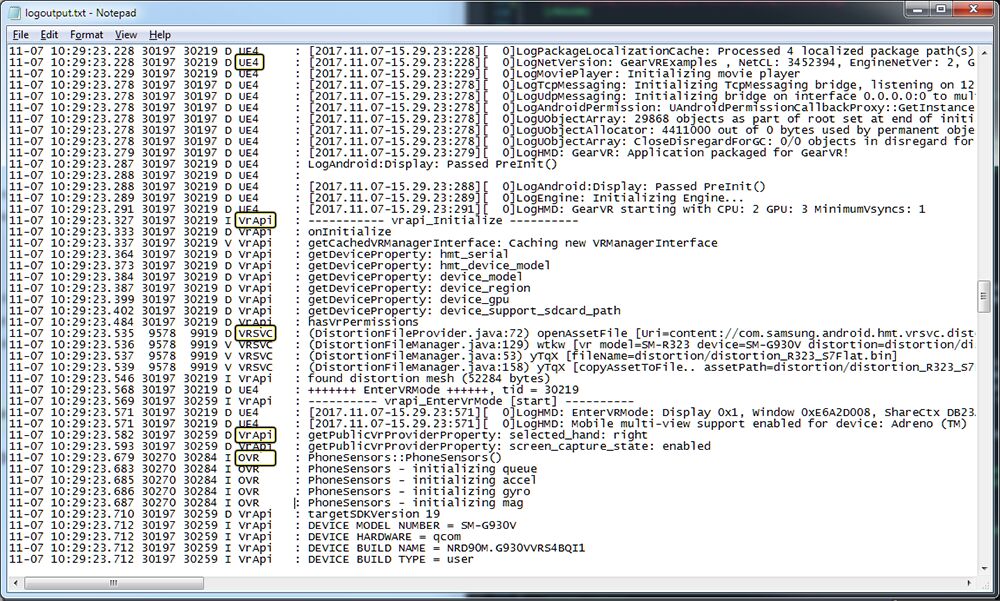 logoutput.txt - Notepad
File Edit Format View Help
11-07 10:29:23.228 30197 30219 D UE4 : [2017.11.07-15.29.23:228][ 0]LogPackageLocalizationCache: Processed 4 localized package path(s)
11-07 10:29:23.228 30197 30219 D UE4 : [2017.11.07-15.29.23:228][ 0]LogNetVersion: GearVRExamples , NetCL: 3452394, EngineNetVer: 2, G
11-07 10:29:23.229 30197 30219 D UE4 : [2017.11.07-15.29.23:229][ 0]LogMoviePlayer: Initializing movie player
11-07 10:29:23.278 30197 30219 D UE4 : [2017.11.07-15.29.23:278][ 0]LogTcpMessaging: Initializing TcpMessaging bridge, listening on 12
11-07 10:29:23.278 30197 30219 D UE4 : [2017.11.07-15.29.23:278][ 0]LogUdpMessaging: Initializing bridge on interface 0.0.0.0:0 to mul
11-07 10:29:23.278 30197 30219 D UE4 : [2017.11.07-15.29.23:278][ 0]LogAndroidPermission: UAndroidPermissionCallbackProxy::GetInstance
11-07 10:29:23.278 30197 30219 D UE4 : [2017.11.07-15.29.23:278][ 0]LogUObjectArray: 29868 objects as part of root set at end of initi
11-07 10:29:23.278 30197 30219 D UE4 : [2017.11.07-15.29.23:278][ 0]LogUObjectAllocator: 4411000 out of 0 bytes used by permanent obje
11-07 10:29:23.278 30197 30197 D UE4 : [2017.11.07-15.29.23:278][ 0]LogUObjectArray: CloseDisregardForGC: 0/0 objects in disregard for
11-07 10:29:23.279 30197 30197 D UE4 : [2017.11.07-15.29.23:279][ 0]LogHMD: GearVR: Application packaged for GearVR!
11-07 10:29:23.287 30197 30219 D UE4 : LogAndroid:Display: Passed PreInit()
11-07 10:29:23.288 30197 30219 D UE4 :
11-07 10:29:23.288 30197 30219 D UE4 : [2017.11.07-15.29.23:288][ 0]LogAndroid:Display: Passed PreInit()
11-07 10:29:23.289 30197 30219 D UE4 : [2017.11.07-15.29.23:289][ 0]LogEngine: Initializing Engine...
11-07 10:29:23.291 30197 30219 D UE4 : [2017.11.07-15.29.23:291][ 0]LogHMD: GearVR starting with CPU: 2 GPU: 3 MinimumVsyncs: 1
11-07 10:29:23.327 30197 30219 I VrApi : ----------- vrapi_Initialize ----------
11-07 10:29:23.333 30197 30219 D VrApi : onInitialize
11-07 10:29:23.337 30197 30219 V VrApi : getCachedVRManagerInterface: Caching new VRManagerInterface
11-07 10:29:23.364 30197 30219 D VrApi : getDeviceProperty: hmt_serial
11-07 10:29:23.373 30197 30219 D VrApi : getDeviceProperty: hmt_device_model
11-07 10:29:23.384 30197 30219 D VrApi : getDeviceProperty: device_model
11-07 10:29:23.387 30197 30219 D VrApi : getDeviceProperty: device_region
11-07 10:29:23.399 30197 30219 D VrApi : getDeviceProperty: device_gpu
11-07 10:29:23.402 30197 30219 D VrApi : getDeviceProperty: device_support_sdcard_path
11-07 10:29:23.484 30197 30219 D VrApi : hasVrPermissions
11-07 10:29:23.535 9578 9919 D VRSVC : (DistortionFileProvider.java:72) openAssetFile [Uri=content://com.samsung.android.hmt.vrsvc.dist
11-07 10:29:23.536 9578 9919 V VRSVC : (DistortionFileManager.java:129) wtkw [vr model=SM-R323 device=SM-G930V distortion=distortion/di
11-07 10:29:23.537 9578 9919 V VRSVC : (DistortionFileManager.java:53) yTqX [fileName=distortion/distortion_R323_S7Flat.bin]
11-07 10:29:23.539 9578 9919 V VRSVC : (DistortionFileManager.java:158) yTqX [copyAssetToFile.. assetPath=distortion/distortion_R323_S7
11-07 10:29:23.546 30197 30219 I VrApi : found distortion mesh (52284 bytes)
11-07 10:29:23.568 30197 30219 D UE4 : +++++++ EnterVRMode ++++++, tid = 30219
11-07 10:29:23.569 30197 30259 I VrApi : ---------- vrapi_EnterVrMode [start] ----------
11-07 10:29:23.571 30197 30219 D UE4 : [2017.11.07-15.29.23:571][ 0]LogHMD: EnterVRMode: Display 0x1, Window 0xE6A2D008, ShareCtx DB23
11-07 10:29:23.571 30197 30219 D UE4 : [2017.11.07-15.29.23:571][ 0]LogHMD: Mobile multi-view support enabled for device: Adreno (TM)
11-07 10:29:23.582 30197 30259 D VrApi : getPublicVrProviderProperty: selected_hand: right
11-07 10:29:23.593 30197 30259 D VrApi : getPublicVrProviderProperty: screen_capture_state: enabled
11-07 10:29:23.679 30270 30284 I OVR : PhoneSensors::PhoneSensors()
11-07 10:29:23.683 30270 30284 I OVR : PhoneSensors - initializing queue
11-07 10:29:23.685 30270 30284 I OVR : PhoneSensors - initializing accel
11-07 10:29:23.686 30270 30284 I OVR : PhoneSensors - initializing gyro
11-07 10:29:23.687 30270 30284 I OVR : PhoneSensors - initializing mag
11-07 10:29:23.710 30197 30259 D VrApi : targetSDKVersion 19
11-07 10:29:23.712 30197 30259 I VrApi : DEVICE MODEL NUMBER = SM-G930V
11-07 10:29:23.712 30197 30259 I VrApi : DEVICE HARDWARE = qcom
11-07 10:29:23.712 30197 30259 I VrApi : DEVICE BUILD NAME = NRD90M.G930VVRS4BQI1
11-07 10:29:23.712 30197 30259 I VrApi : DEVICE BUILD TYPE = user